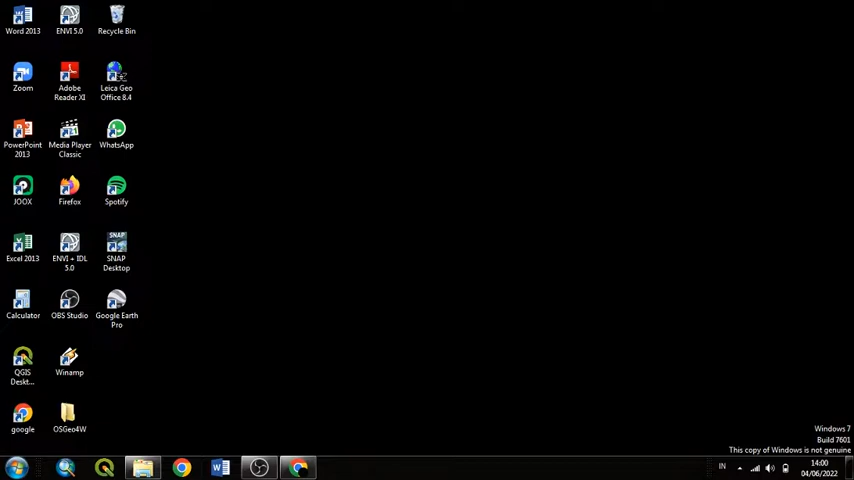 Word 2013
ENVI 5.0
Recycle Bin
Zoom
Adobe
Reader XI
Leica Geo
Office 8.4
PowerPoint
2013
Media Player
Classic
WhatsApp
JOOX
Firefox
Spotify
Excel 2013
ENVI + IDL
5.0
SNAP
SNAP
Desktop
Calculator
OBS Studio
Google Earth
Pro
QGIS
Deskt...
Winamp
google
OSGeo4W
Windows 7
Build 7601
This copy of Windows is not genuine
IN
14:00
04/06/2022